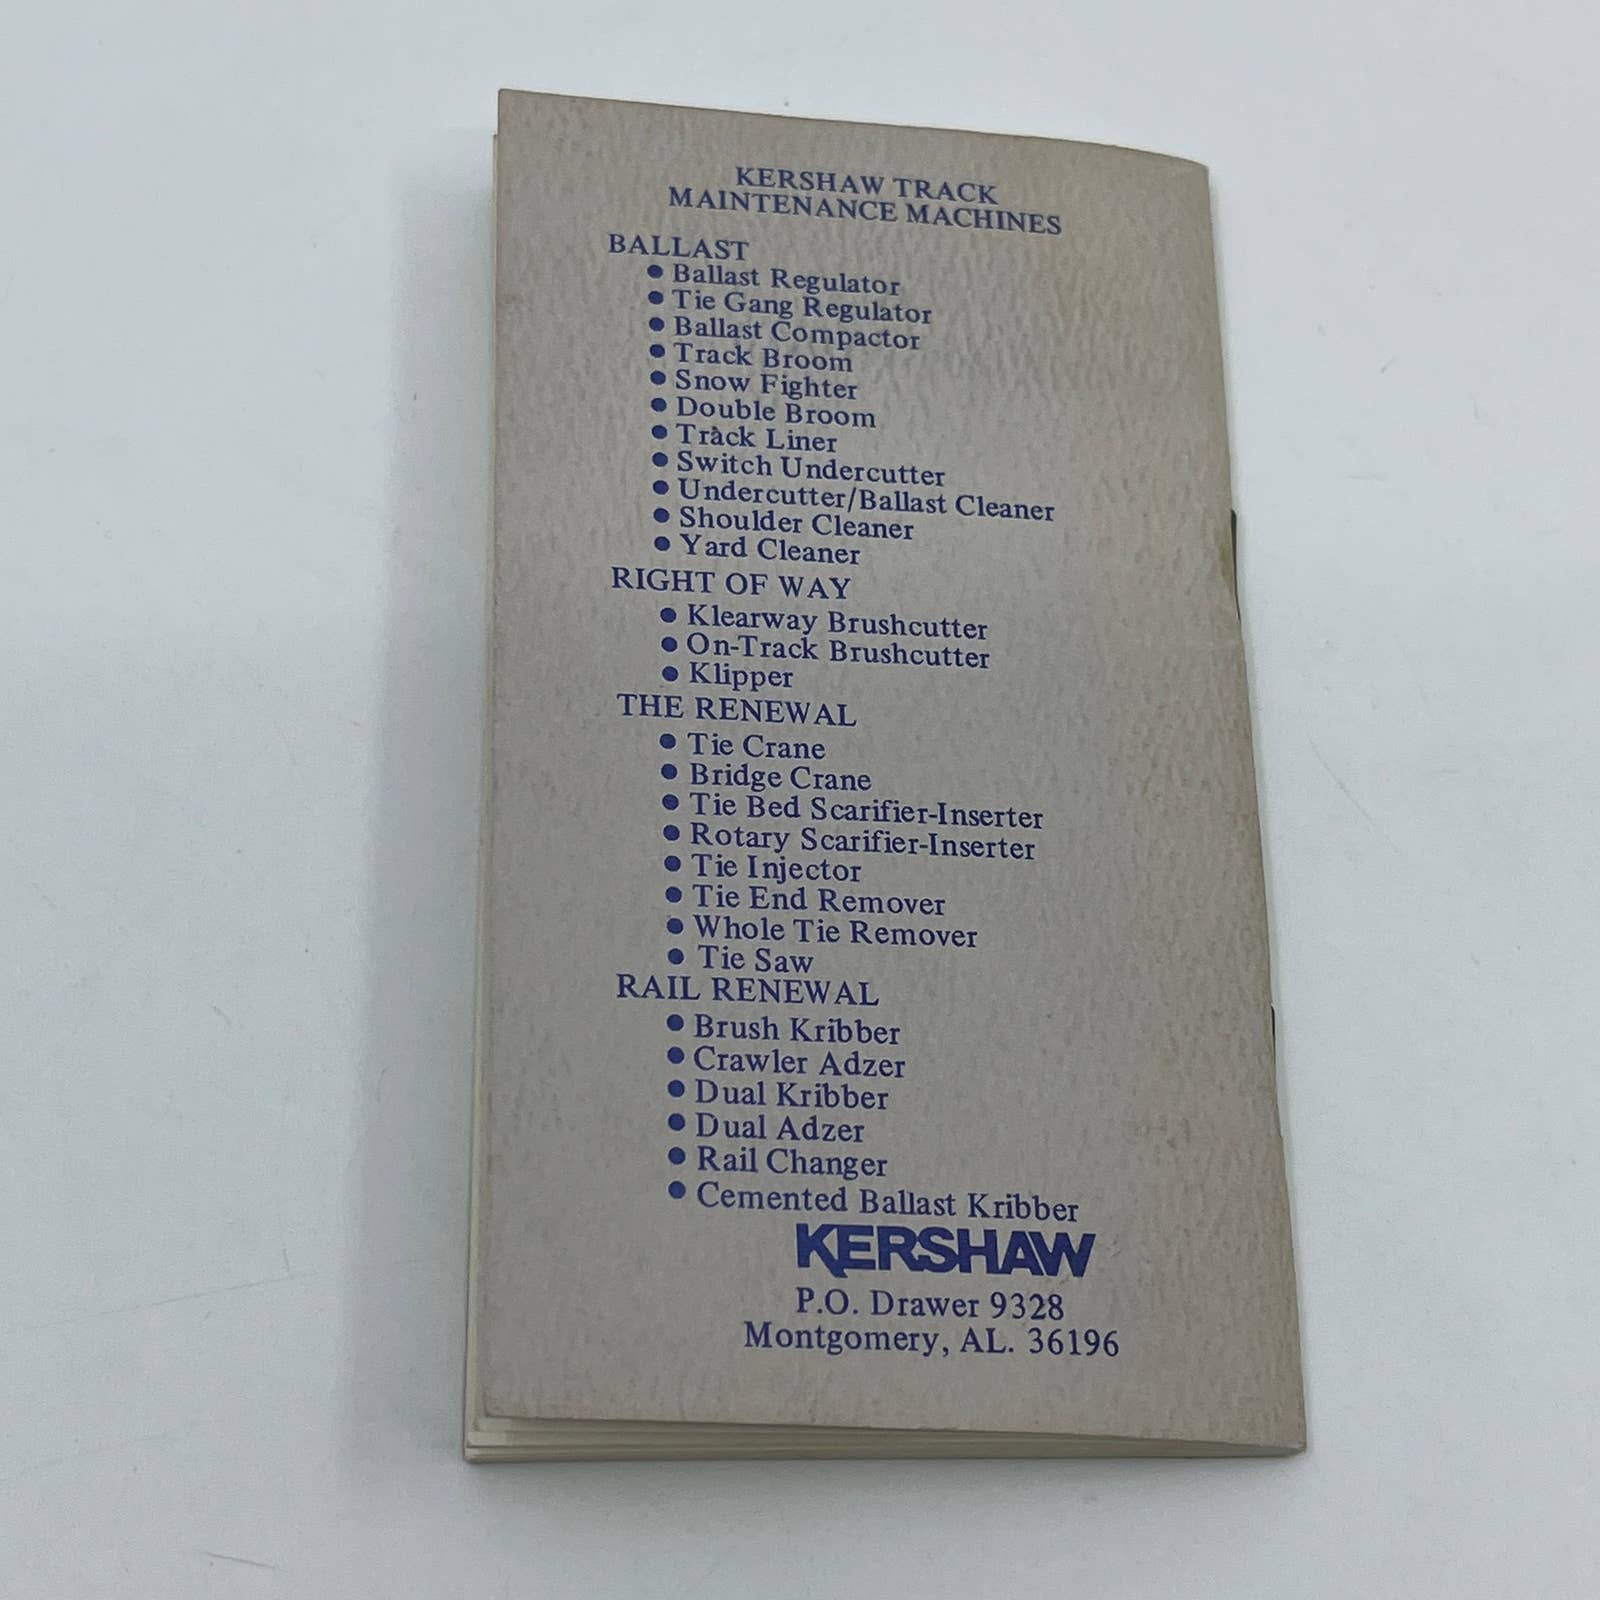 KERSHAW TRACK
MAINTENANCE MACHINES
BALLAST
• Ballast Regulator
• Tie Gang Regulator
• Ballast Compactor
• Track Broom
• Snow Fighter
• Double Broom
• Track Liner
• Switch Undercutter
• Undercutter/Ballast Cleaner
• Shoulder Cleaner
• Yard Cleaner
RIGHT OF WAY
• Klearway Brushcutter
• On-Track Brushcutter
• Klipper
THE RENEWAL
• Tie Crane
• Bridge Crane
• Tie Bed Scarifier-Inserter
• Rotary Scarifier-Inserter
• Tie Injector
• Tie End Remover
• Whole Tie Remover
• Tie Saw
RAIL RENEWAL
• Brush Kribber
• Crawler Adzer
• Dual Kribber
• Dual Adzer
• Rail Changer
• Cemented Ballast Kribber
KERSHAW
P.O. Drawer 9328
Montgomery, AL. 36196